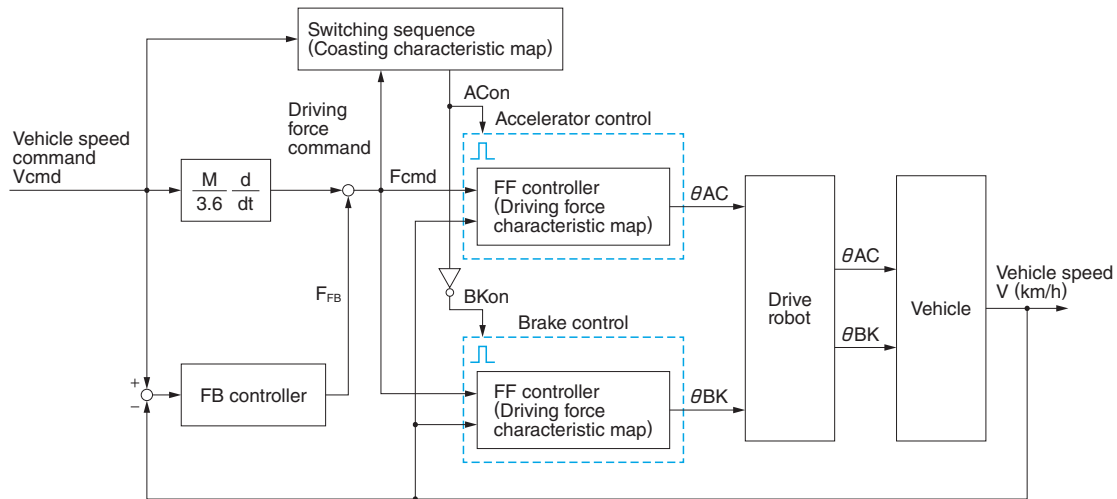 Switching sequence
(Coasting characteristic map)
ACon
Accelerator control
Driving
force
command
Vehicle speed
command
Vcmd
M
3.6
d
dt
Fcmd
FF controller
(Driving force
characteristic map)
θAC
θAC
Vehicle speed
V (km/h)
FFB
BKon
Drive
robot
Vehicle
Brake control
θBK
+
−
FB controller
FF controller
(Driving force
characteristic map)
θBK